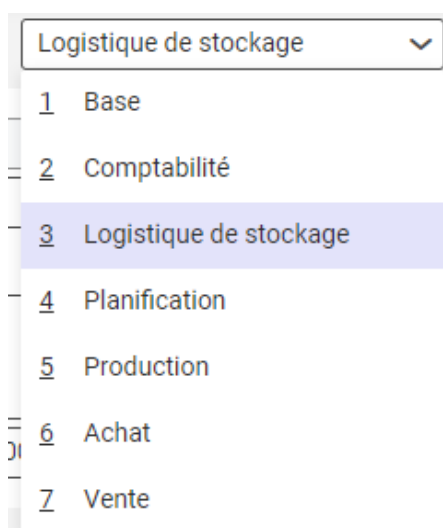 Logistique de stockage
1 Base
2 Comptabilité
3 Logistique de stockage
4 Planification
5 Production
6 Achat
7 Vente